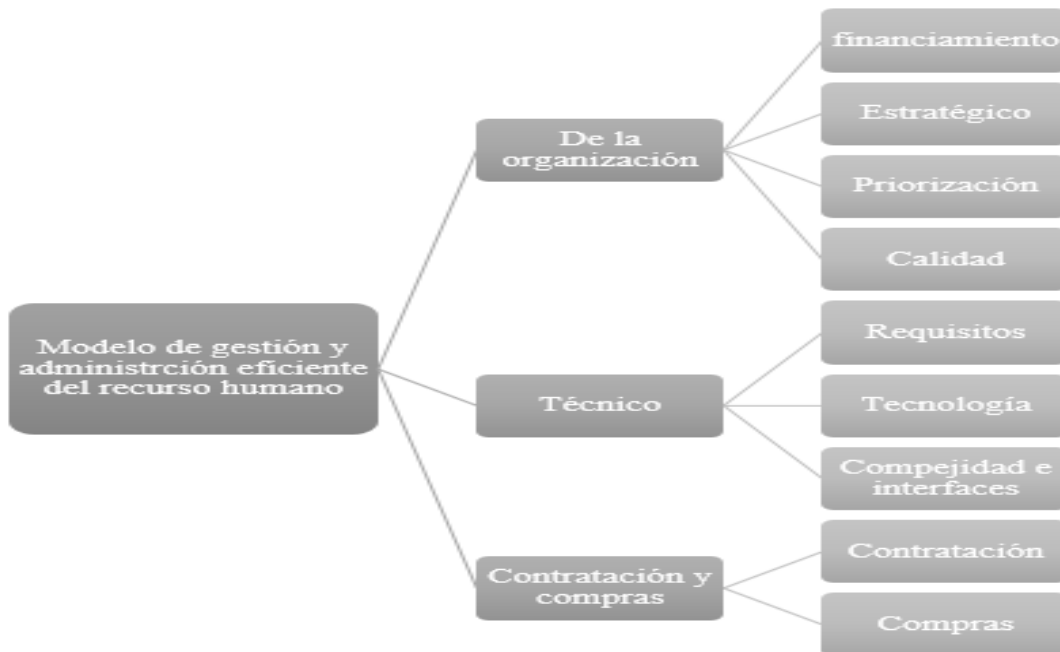 Modelo de gestión y
administrción eficiente
del recurso humano
De la
organización
financiamiento
Estratégico
Priorización
Calidad
Técnico
Requisitos
Tecnología
Compejidad e
interfaces
Contratación y
compras
Contratación
Compras